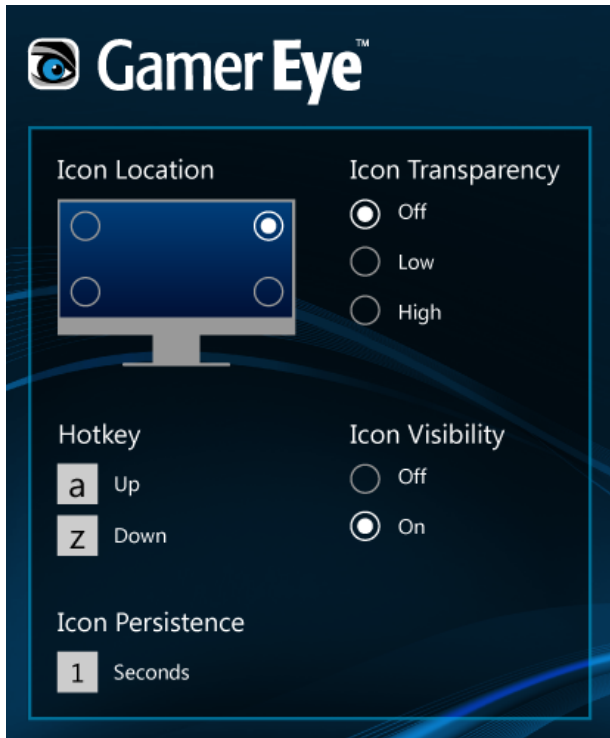 Gamer Eye™
Icon Location
Icon Transparency
Off
Low
High
Hotkey
a Up
z Down
Icon Visibility
Off
On
Icon Persistence
1 Seconds